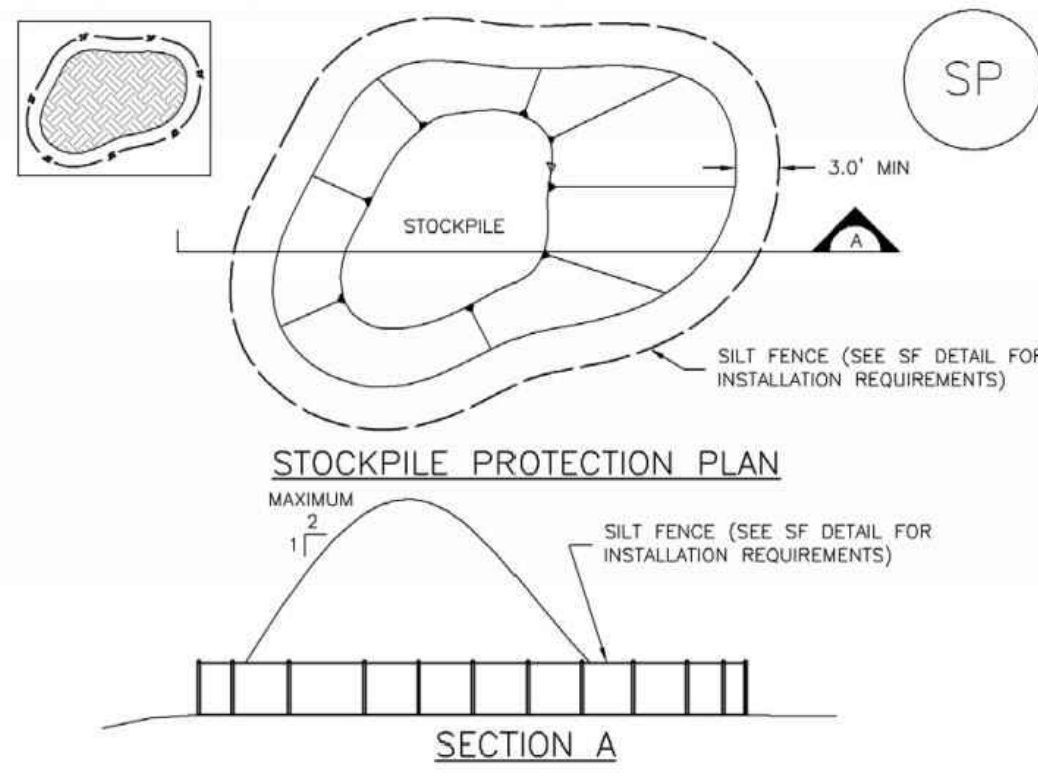 SP
3.0' MIN
STOCKPILE
A
SILT FENCE (SEE SF DETAIL FOR
INSTALLATION REQUIREMENTS)
STOCKPILE PROTECTION PLAN
MAXIMUM
2
1
SILT FENCE (SEE SF DETAIL FOR
INSTALLATION REQUIREMENTS)
SECTION A